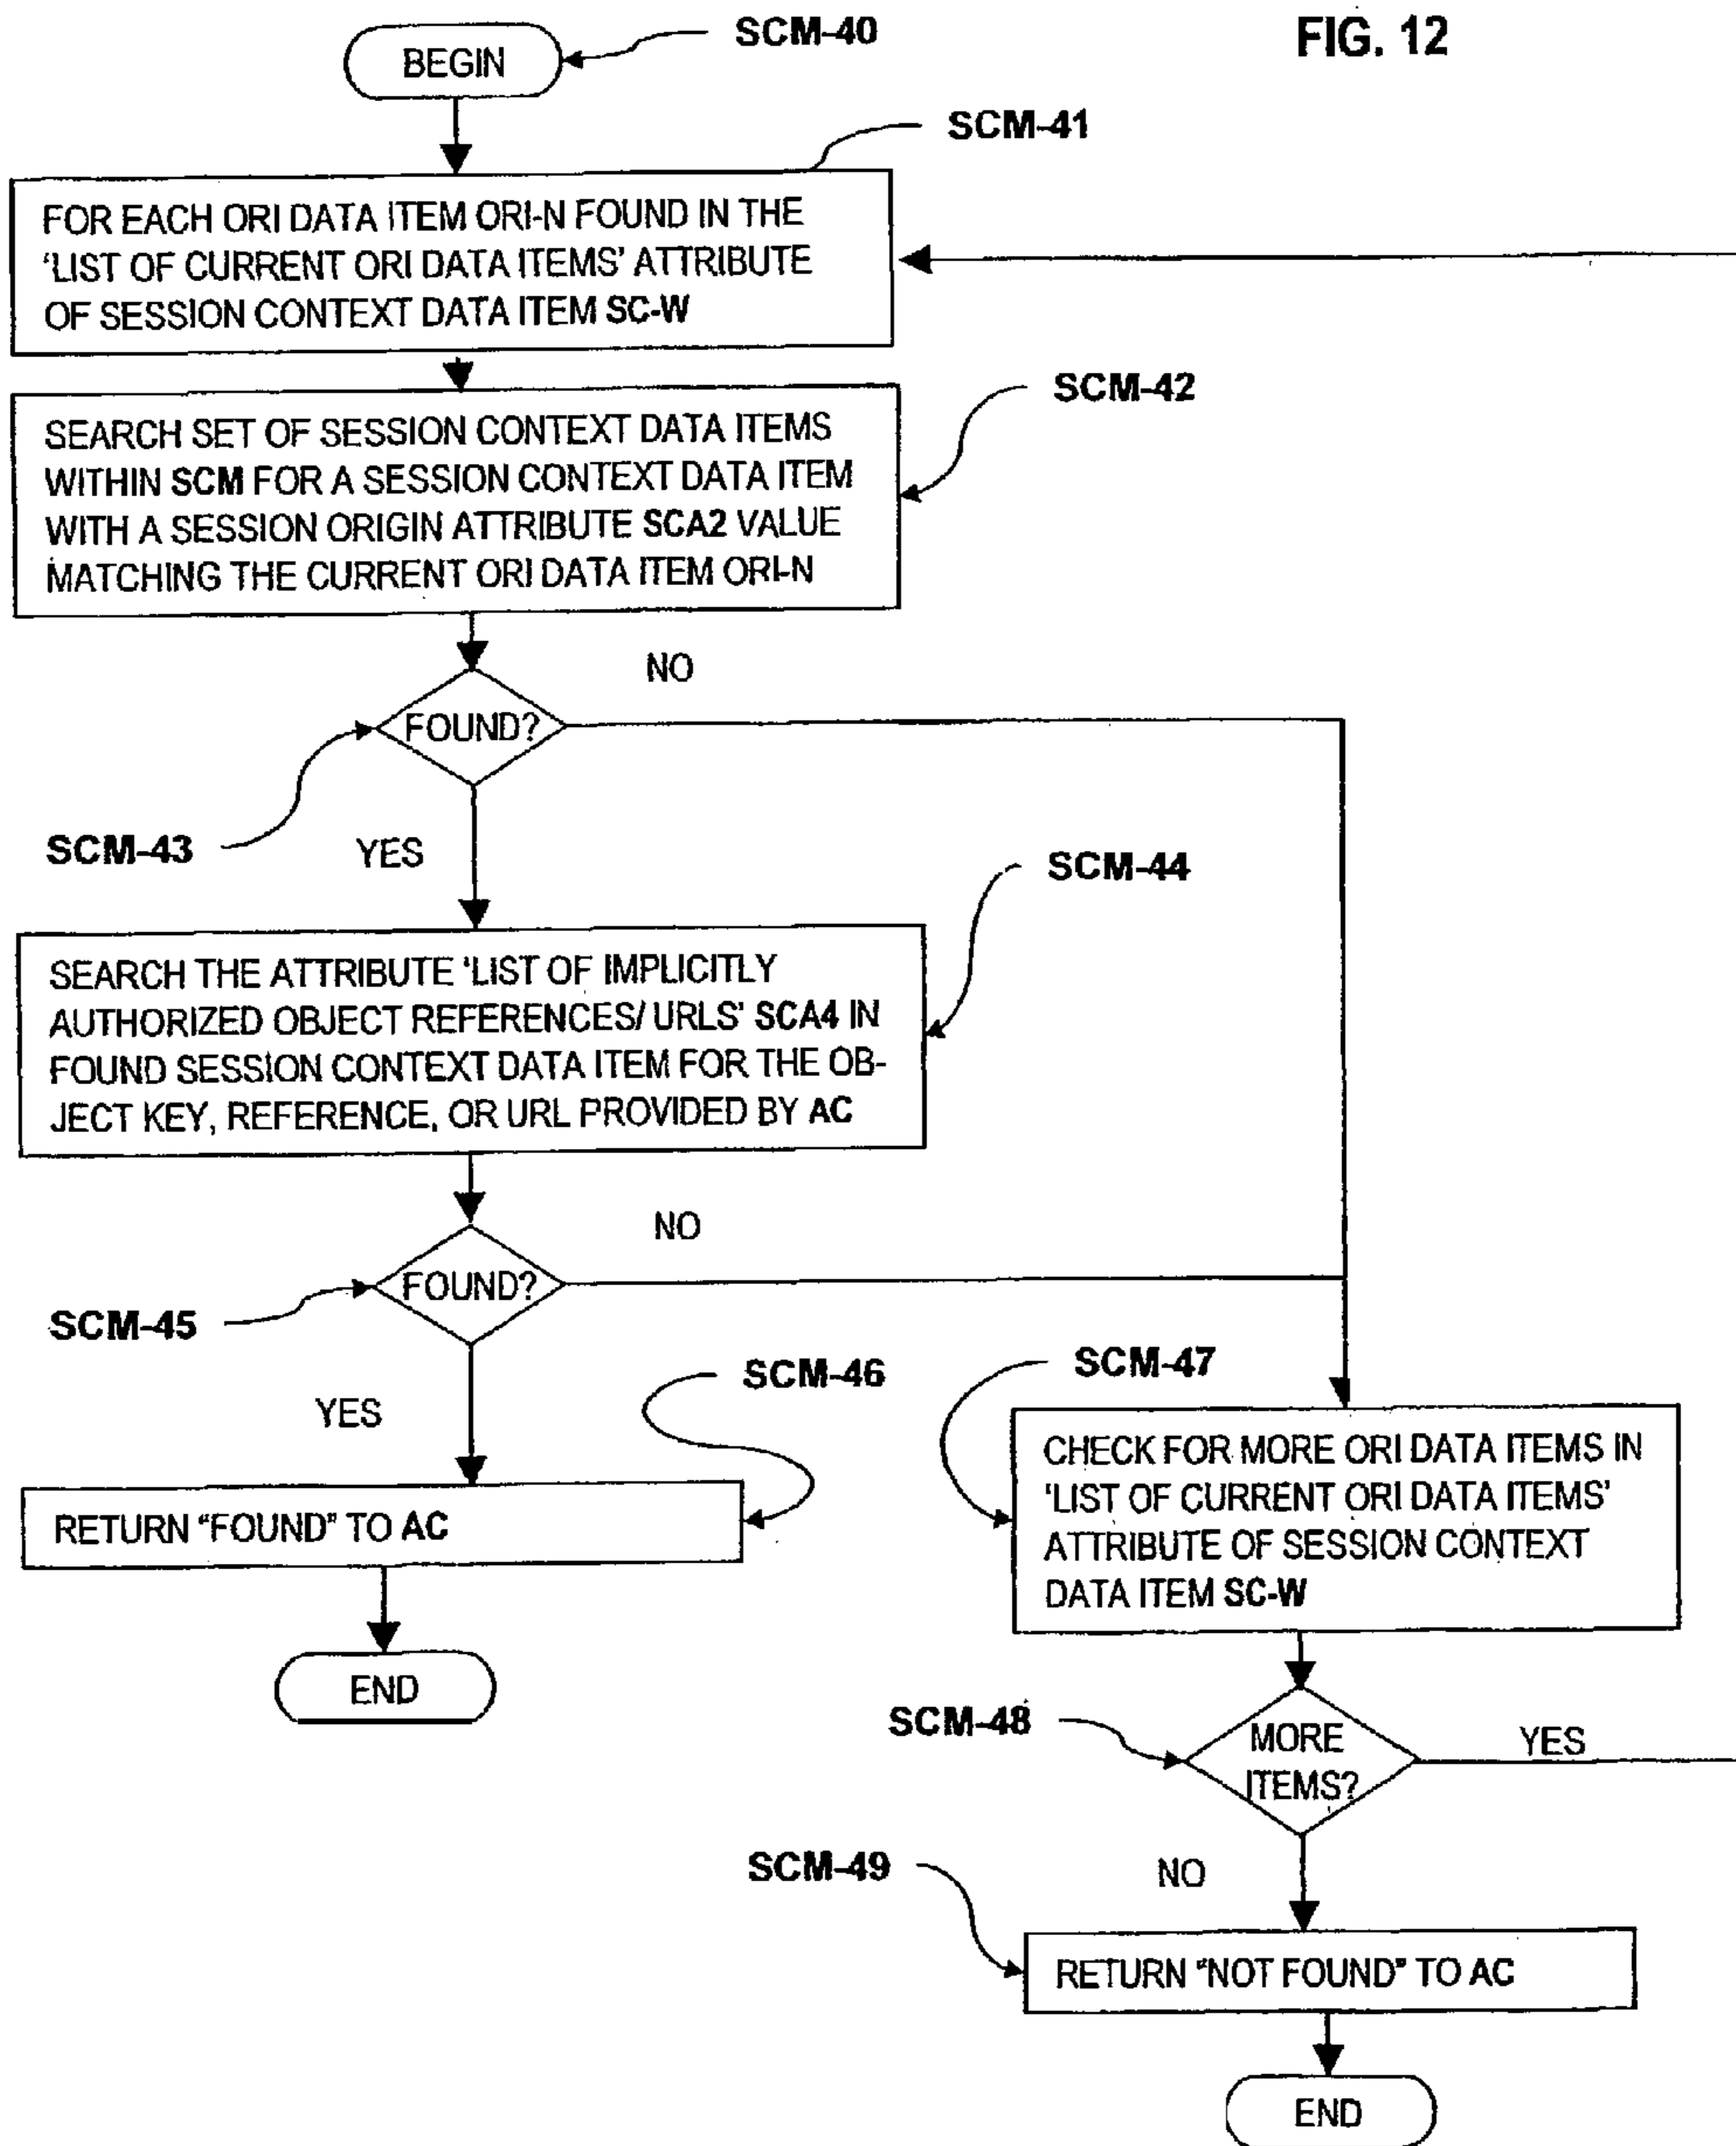 SCM-40
FIG. 12
BEGIN
SCM-41
FOR EACH ORI DATA ITEM ORI-N FOUND IN THE
'LIST OF CURRENT ORI DATA ITEMS' ATTRIBUTE
OF SESSION CONTEXT DATA ITEM SC-W
SCM-42
SEARCH SET OF SESSION CONTEXT DATA ITEMS
WITHIN SCM FOR A SESSION CONTEXT DATA ITEM
WITH A SESSION ORIGIN ATTRIBUTE SCA2 VALUE
MATCHING THE CURRENT ORI DATA ITEM ORI-N
NO
FOUND?
SCM-43
YES
SCM-44
SEARCH THE ATTRIBUTE 'LIST OF IMPLICITLY
AUTHORIZED OBJECT REFERENCES/ URLS' SCA4 IN
FOUND SESSION CONTEXT DATA ITEM FOR THE OB-
JECT KEY, REFERENCE, OR URL PROVIDED BY AC
NO
FOUND?
SCM-45
YES
SCM-46
SCM-47
RETURN "FOUND" TO AC
END
CHECK FOR MORE ORI DATA ITEMS IN
'LIST OF CURRENT ORI DATA ITEMS'
ATTRIBUTE OF SESSION CONTEXT
DATA ITEM SC-W
SCM-48
MORE
ITEMS?
YES
SCM-49
NO
RETURN "NOT FOUND" TO AC
END